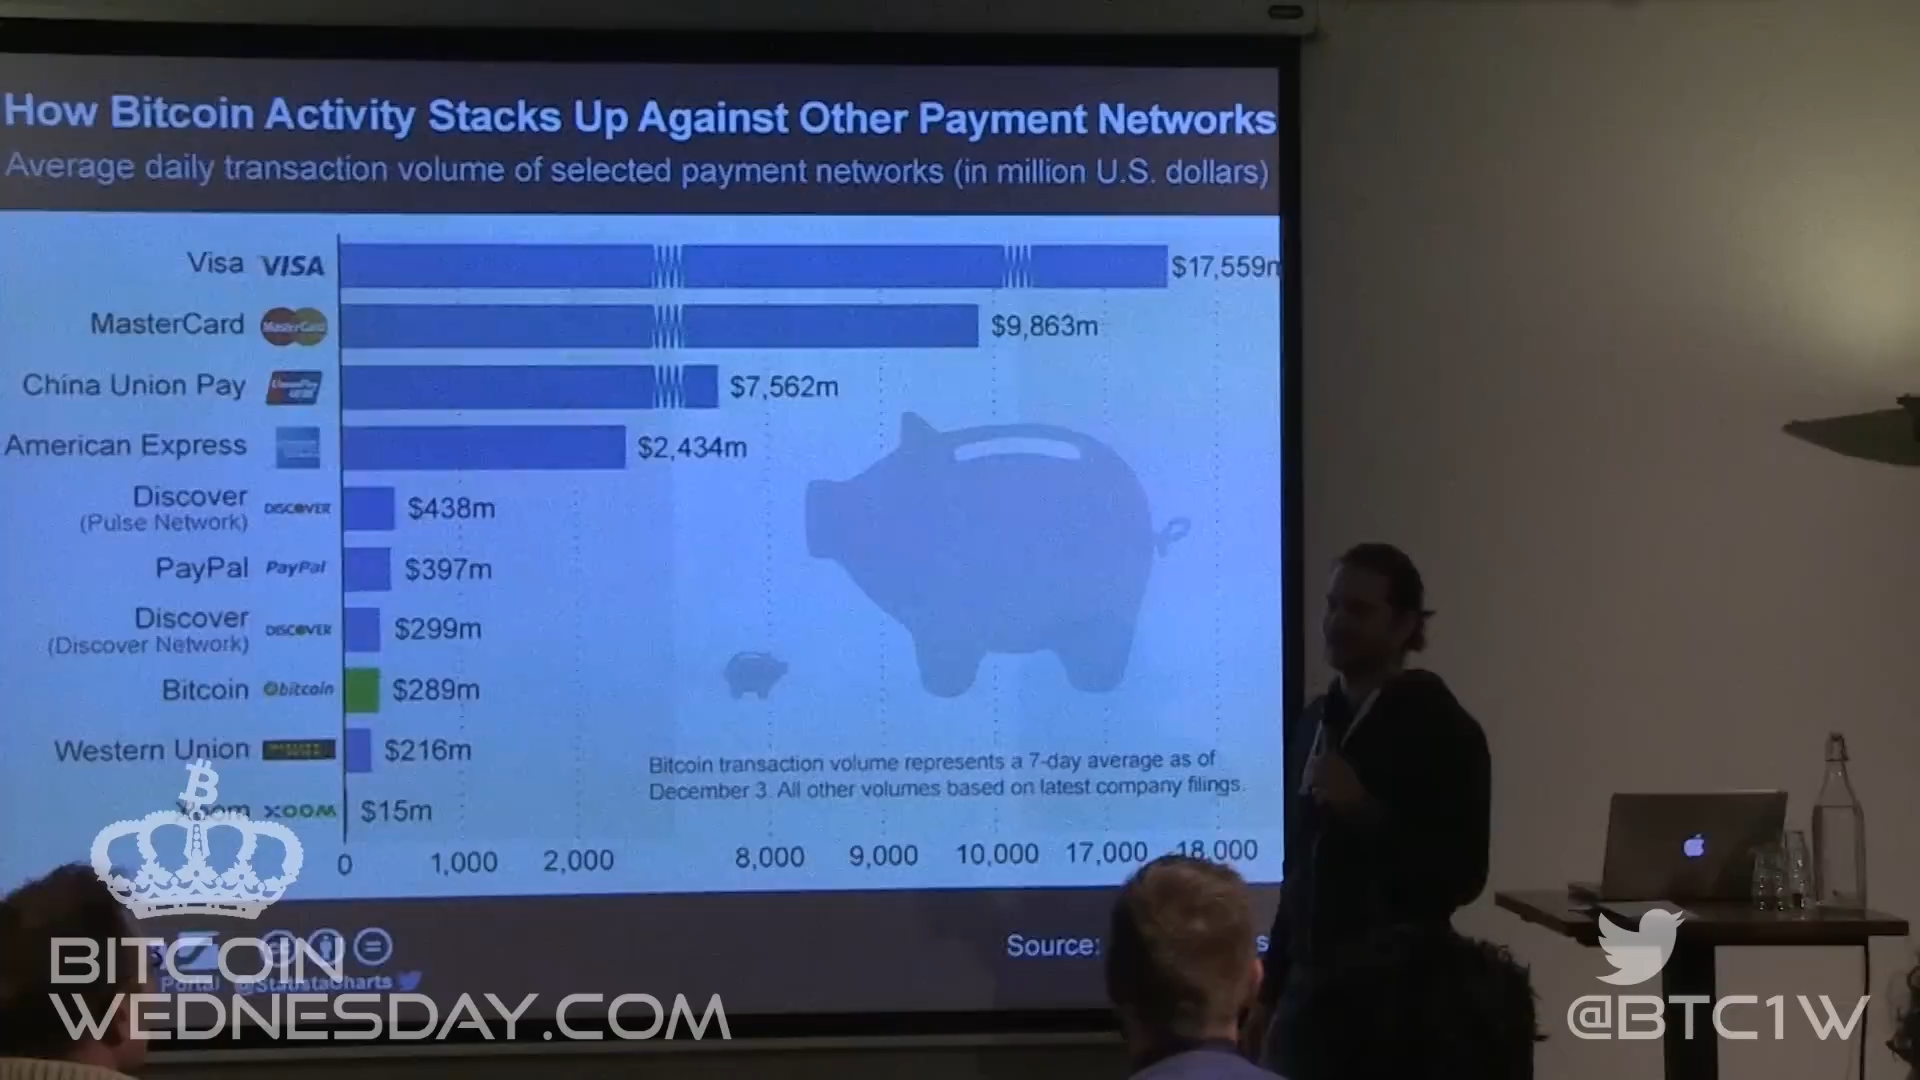 How Bitcoin Activity Stacks Up Against Other Payment Networks
Average daily transaction volume of selected payment networks (in million U.S. dollars)
Visa VISA $17,559m
MasterCard MasterCard $9,863m
China Union Pay UnionPay $7,562m
American Express $2,434m
Discover DISCOVER $438m
(Pulse Network)
PayPal PayPal $397m
Discover DISCOVER $299m
(Discover Network)
Bitcoin bitcoin $289m
Western Union $216m
Xoom XOOM $15m
Bitcoin transaction volume represents a 7-day average as of
December 3. All other volumes based on latest company filings.
0 1,000 2,000 8,000 9,000 10,000 17,000 18,000
Source:
Portal @StatistaCharts
BITCOIN
WEDNESDAY.COM
@BTC1W